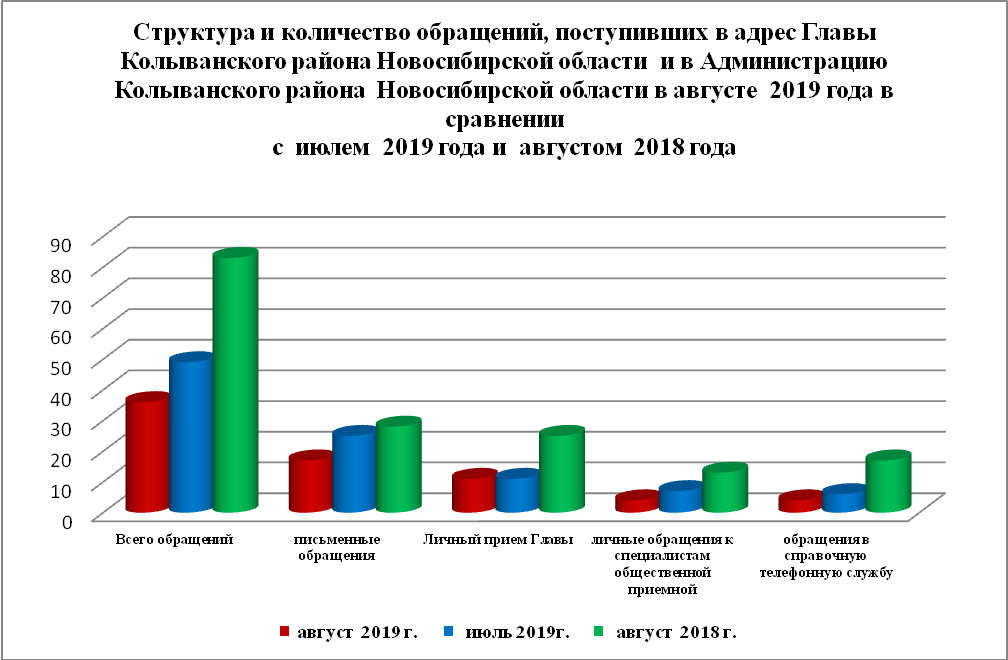 Структура и количество обращений, поступивших в адрес Главы
Колыванского района Новосибирской области и в Администрацию
Колыванского района Новосибирской области в августе 2019 года в
сравнении
с июлем 2019 года и августом 2018 года
90
80
70
60
50
40
30
20
10
0
Всего обращений
письменные
обращения
Личный прием Главы
личные обращения к
специалистам
общественной
приемной
обращения в
справочную
телефонную службу
август 2019 г.
июль 2019г.
август 2018 г.